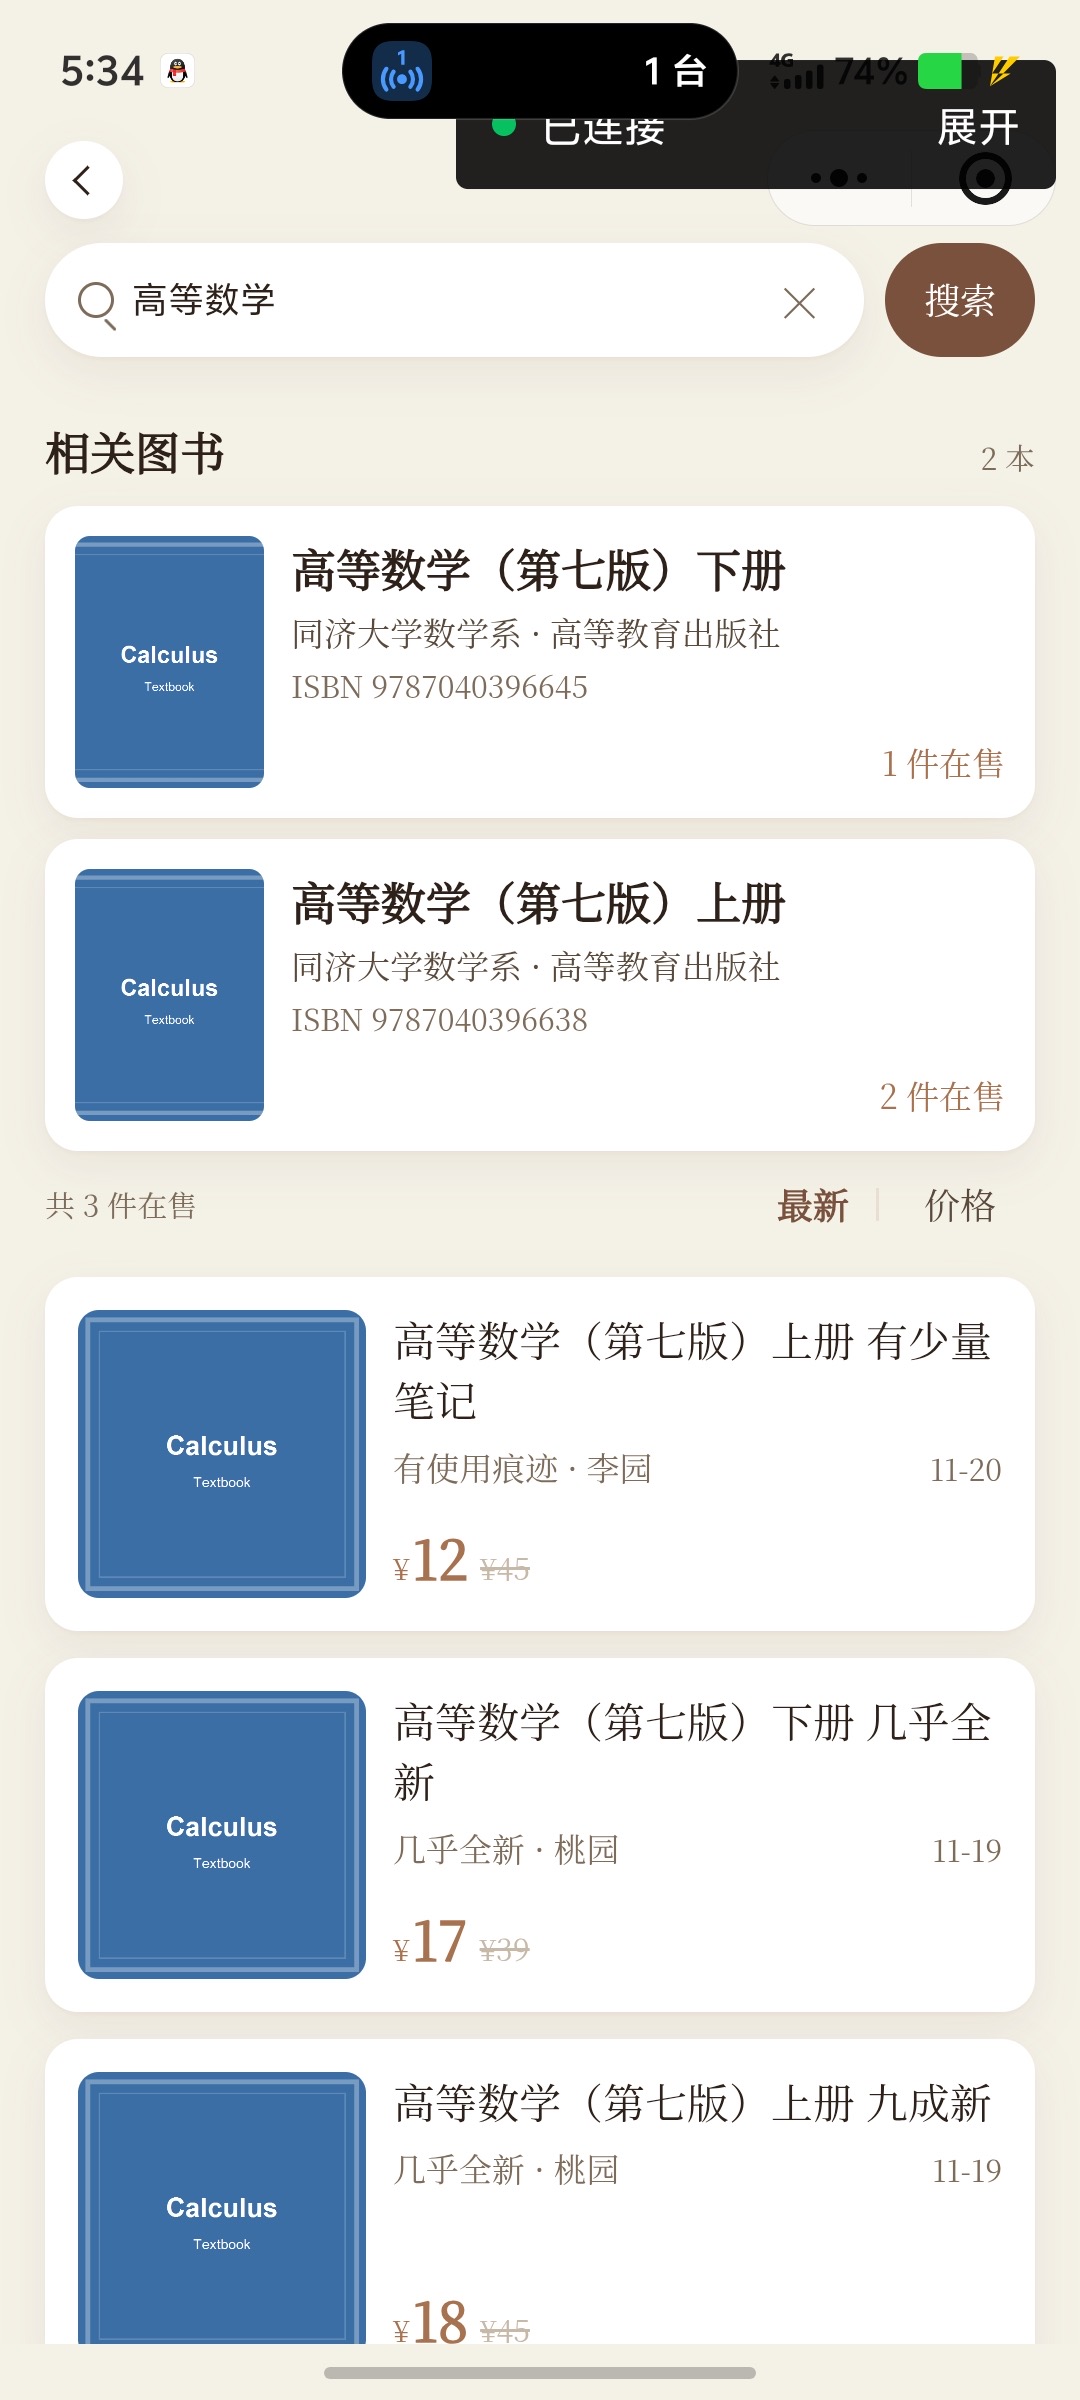 5:34
1
1 台
4G
74%
已连接
展开
高等数学
搜索
相关图书
2 本
Calculus
Textbook
高等数学（第七版）下册
同济大学数学系 · 高等教育出版社
ISBN 9787040396645
1 件在售
Calculus
Textbook
高等数学（第七版）上册
同济大学数学系 · 高等教育出版社
ISBN 9787040396638
2 件在售
共 3 件在售
最新
价格
Calculus
Textbook
高等数学（第七版）上册 有少量
笔记
有使用痕迹 · 李园
11-20
¥12 ¥45
Calculus
Textbook
高等数学（第七版）下册 几乎全
新
几乎全新 · 桃园
11-19
¥17 ¥39
Calculus
Textbook
高等数学（第七版）上册 九成新
几乎全新 · 桃园
11-19
¥18 ¥45